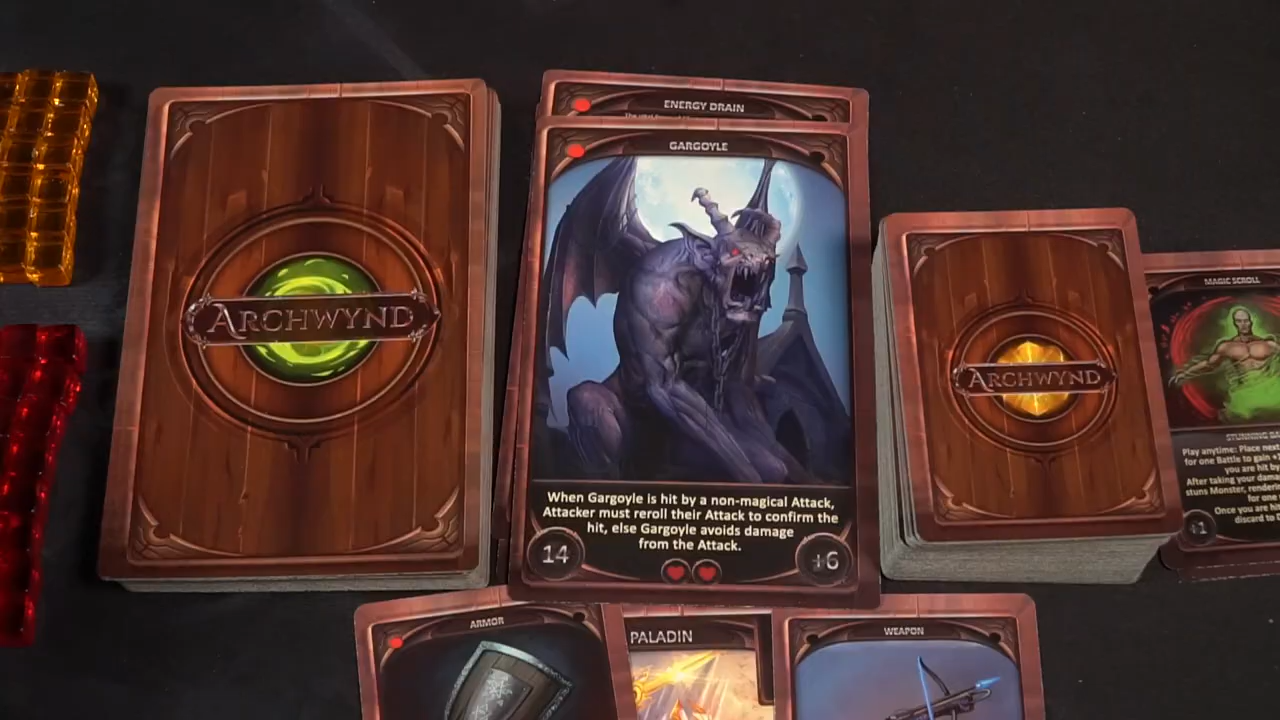 ARCHWYND
ENERGY DRAIN
GARGOYLE
When Gargoyle is hit by a non-magical Attack,
Attacker must reroll their Attack to confirm the
hit, else Gargoyle avoids damage
from the Attack.
14
+6
ARCHWYND
MAGIC SCROLL
Play anytime: Place next
for one Battle to gain
you are hit by
After taking your
stuns Monster,
for one
Once you are hit
discard to
ARMOR
PALADIN
WEAPON